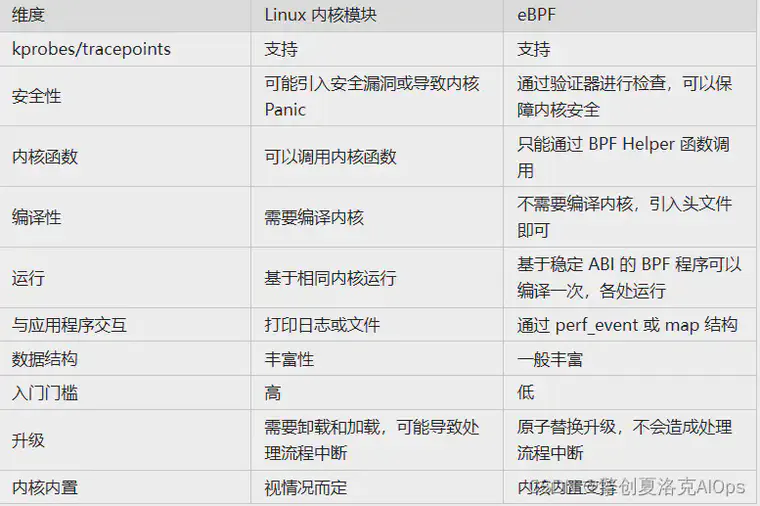 维度 Linux 内核模块 eBPF
kprobes/tracepoints 支持 支持
安全性 可能引入安全漏洞或导致内核 Panic 通过验证器进行检查，可以保障内核安全
内核函数 可以调用内核函数 只能通过 BPF Helper 函数调用
编译性 需要编译内核 不需要编译内核，引入头文件即可
运行 基于相同内核运行 基于稳定 ABI 的 BPF 程序可以编译一次，各处运行
与应用程序交互 打印日志或文件 通过 perf_event 或 map 结构
数据结构 丰富性 一般丰富
入门门槛 高 低
升级 需要卸载和加载，可能导致处理流程中断 原子替换升级，不会造成处理流程中断
内核内置 视情况而定 内核内置支持
擎创夏洛克AIOps